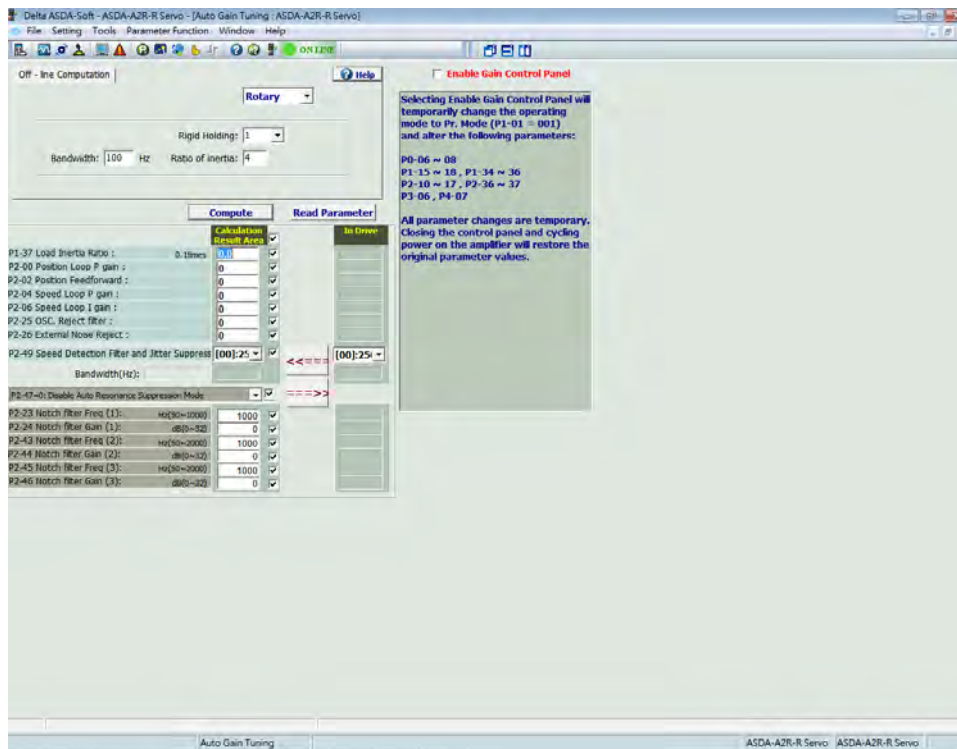 Delta ASDA-Soft - ASDA-A2R-R Servo - [Auto Gain Tuning : ASDA-A2R-R Servo]
File Setting Tools Parameter Function Window Help
ON LINE
Off - line Computation
Help
Enable Gain Control Panel
Rotary
Selecting Enable Gain Control Panel will
temporarily change the operating
mode to Pr. Mode (P1-01 = 001)
and alter the following parameters:
P0-06 ~ 08
P1-15 ~ 18 , P1-34 ~ 36
P2-10 ~ 17 , P2-36 ~ 37
P3-06 , P4-07
All parameter changes are temporary.
Closing the control panel and cycling
power on the amplifier will restore the
original parameter values.
Rigid Holding: 1
Bandwidth: 100 Hz Ratio of inertia: 4
Compute Read Parameter
Calculation
Result Area
In Drive
P1-37 Load Inertia Ratio : 0.1times 0.0
P2-00 Position Loop P gain : 0
P2-02 Position Feedforward : 0
P2-04 Speed Loop P gain : 0
P2-06 Speed Loop I gain : 0
P2-25 OSC. Reject filter : 0
P2-26 External Noise Reject : 0
P2-49 Speed Detection Filter and Jitter Suppress [00]:25 <<=== [00]:25
Bandwidth(Hz):
P2-47=0: Disable Auto Resonance Suppression Mode ===>>
P2-23 Notch filter Freq (1): Hz(50~1000) 1000
P2-24 Notch filter Gain (1): dB(0~32) 0
P2-43 Notch filter Freq (2): Hz(50~2000) 1000
P2-44 Notch filter Gain (2): dB(0~32) 0
P2-45 Notch filter Freq (3): Hz(50~2000) 1000
P2-46 Notch filter Gain (3): dB(0~32) 0
Auto Gain Tuning ASDA-A2R-R Servo ASDA-A2R-R Servo